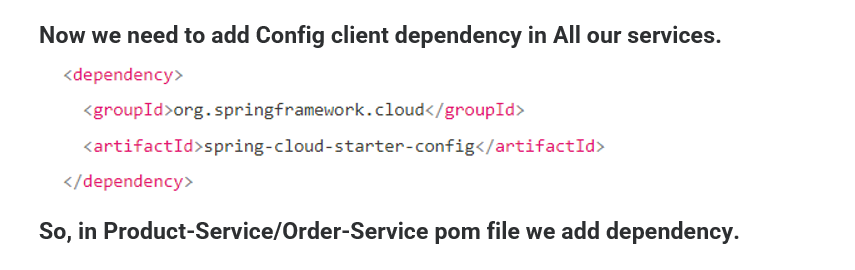 Now we need to add Config client dependency in All our services.
<dependency>
<groupId>org.springframework.cloud</groupId>
<artifactId>spring-cloud-starter-config</artifactId>
</dependency>
So, in Product-Service/Order-Service pom file we add dependency.